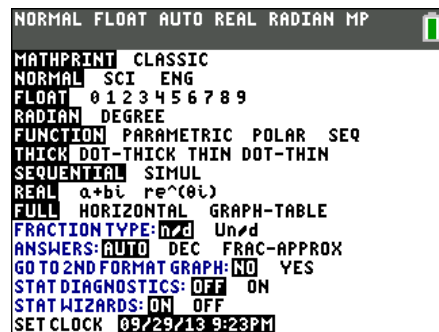 NORMAL FLOAT AUTO REAL RADIAN MP
MATHPRINT CLASSIC
NORMAL SCI ENG
FLOAT 0 1 2 3 4 5 6 7 8 9
RADIAN DEGREE
FUNCTION PARAMETRIC POLAR SEQ
THICK DOT-THICK THIN DOT-THIN
SEQUENTIAL SIMUL
REAL a+bi re^(θi)
FULL HORIZONTAL GRAPH-TABLE
FRACTION TYPE: n/d Un/d
ANSWERS: AUTO DEC FRAC-APPROX
GO TO 2ND FORMAT GRAPH: NO YES
STAT DIAGNOSTICS: OFF ON
STAT WIZARDS: ON OFF
SET CLOCK 09/29/13 9:23PM